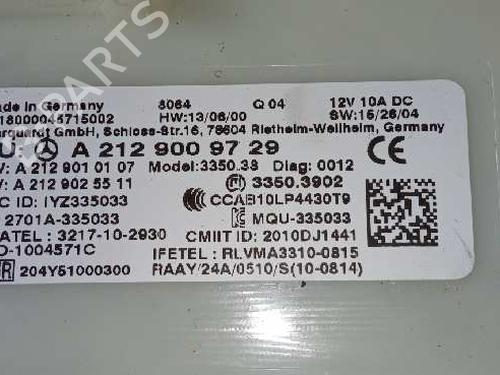 ade in Germany 8064 Q 04 12V 10A DC
18000045715002 HW:13/06/00 SW:15/26/04
arquardt GmbH, Schloss-Str.16, 78604 Rietheim-Weilheim, Germany
U: A 212 900 97 29
V: A 212 901 01 07 Model:3350.38 Diag: 0012
V: A 212 902 55 11 3350.3902
C ID: IYZ335033 CCAB10LP4430T9
2701A-335033 MQU-335033
ATEL : 3217-10-2930 CMIIT ID: 2010DJ1441
D-1004571C IFETEL : RLVMA3310-0815
R 204Y51000300 RAAY/24A/0510/S(10-0814)
B-PARTS